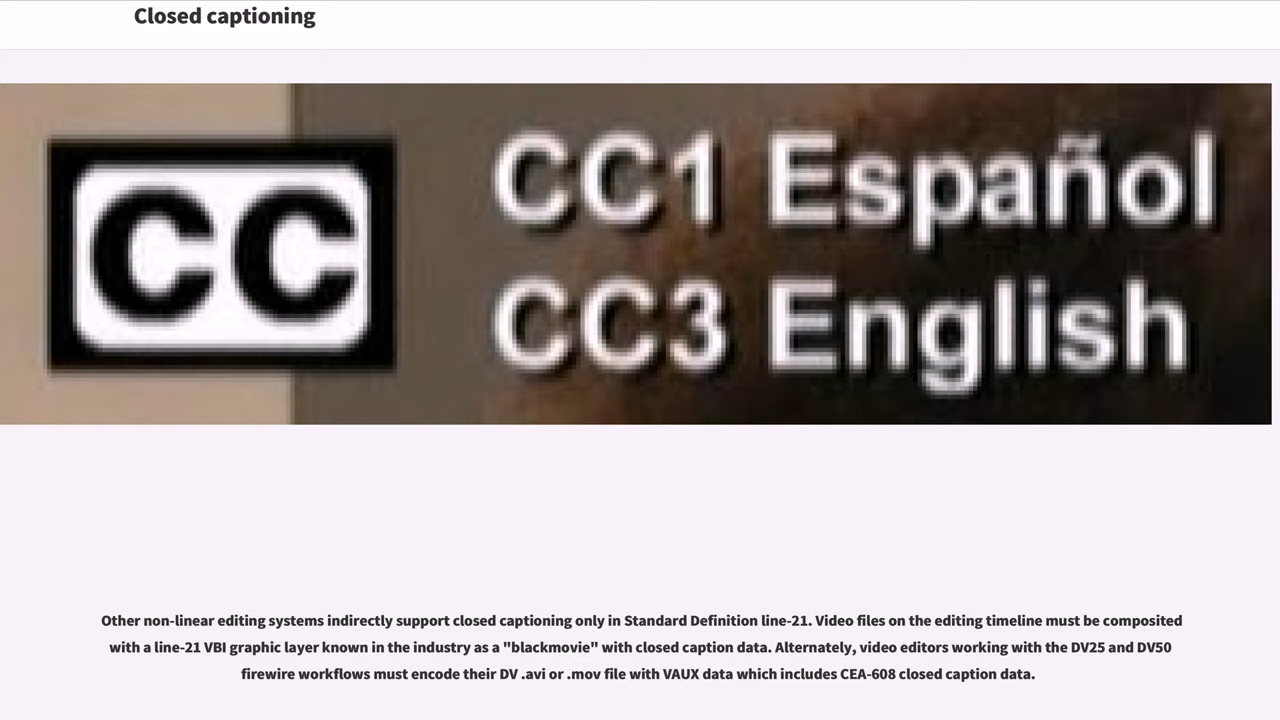 Closed captioning
CC
CC1 Español
CC3 English
Other non-linear editing systems indirectly support closed captioning only in Standard Definition line-21. Video files on the editing timeline must be composited
with a line-21 VBI graphic layer known in the industry as a "blackmovie" with closed caption data. Alternately, video editors working with the DV25 and DV50
firewire workflows must encode their DV .avi or .mov file with VAUX data which includes CEA-608 closed caption data.